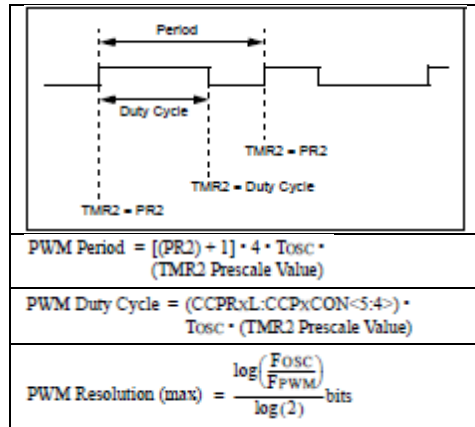 Period
Duty Cycle
TMR2 = PR2
TMR2 = Duty Cycle
TMR2 = PR2
PWM Period = [(PR2) + 1] • 4 • TOSC •
(TMR2 Prescale Value)
PWM Duty Cycle = (CCPRxL:CCPxCON<5:4>) •
TOSC • (TMR2 Prescale Value)
PWM Resolution (max) = log(FOSC/FPWM)/log(2) bits